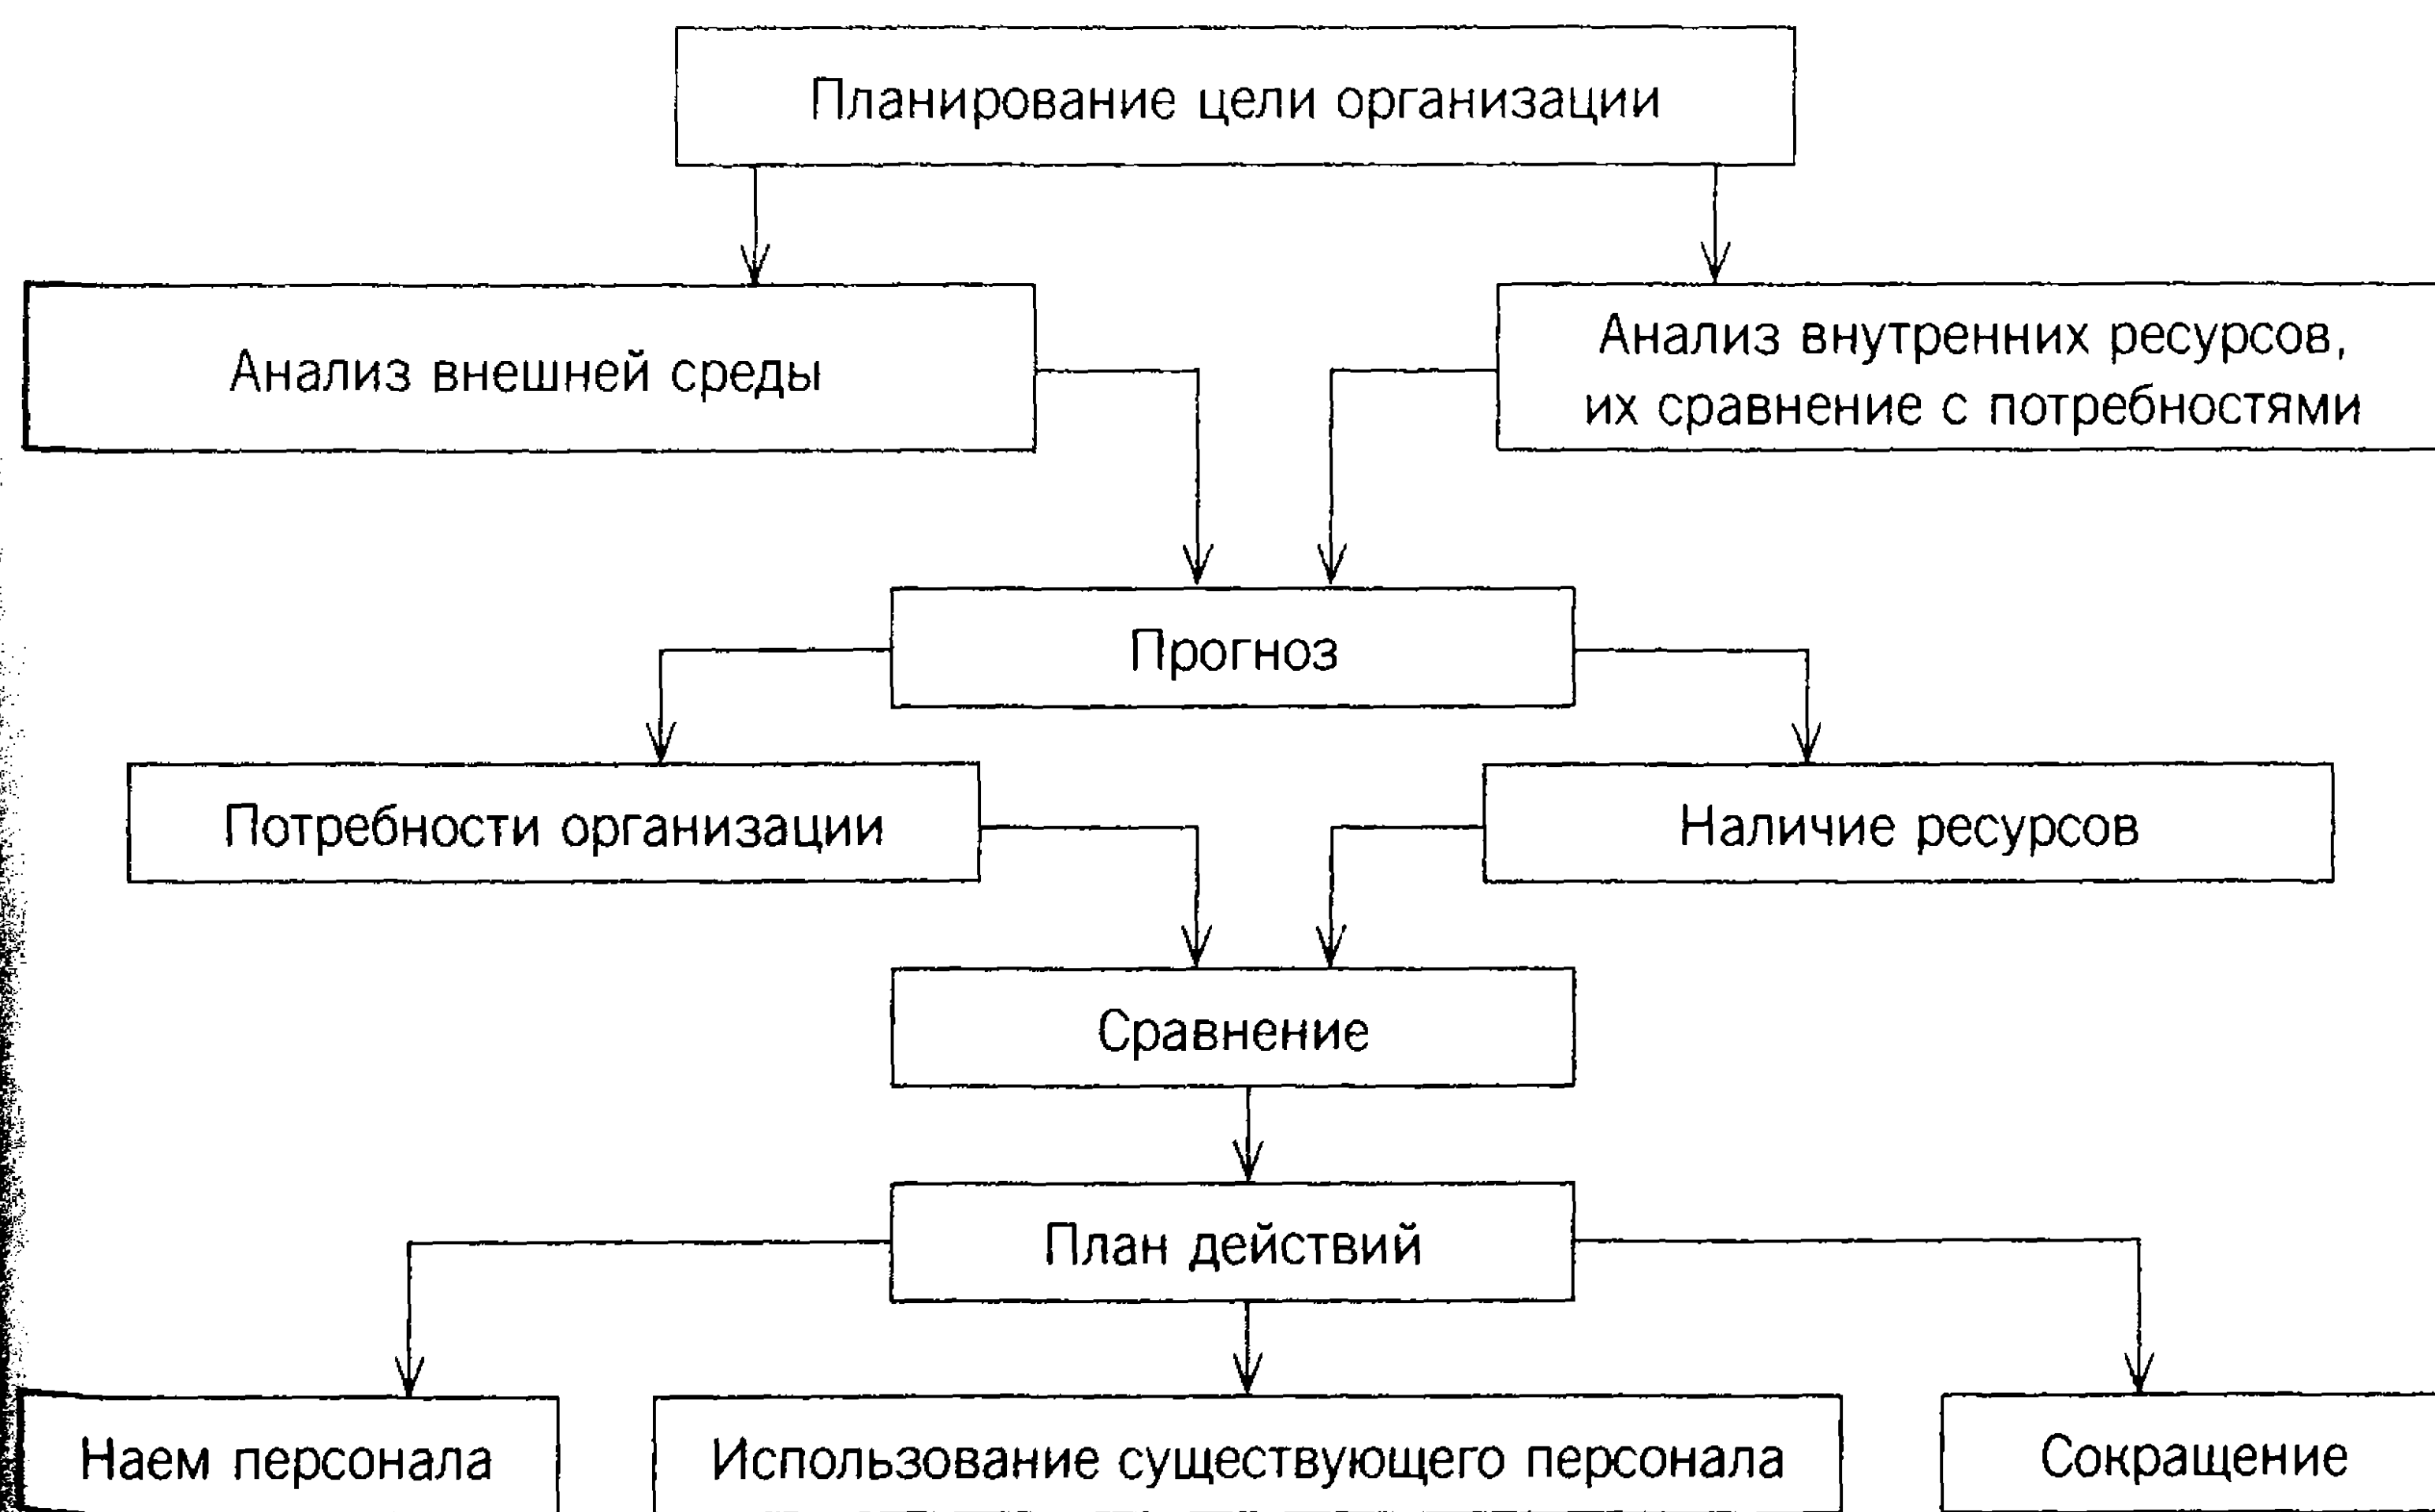 Планирование цели организации
Анализ внешней среды
Анализ внутренних ресурсов,
их сравнение с потребностями
Прогноз
Потребности организации
Наличие ресурсов
Сравнение
План действий
Наем персонала
Использование существующего персонала
Сокращение